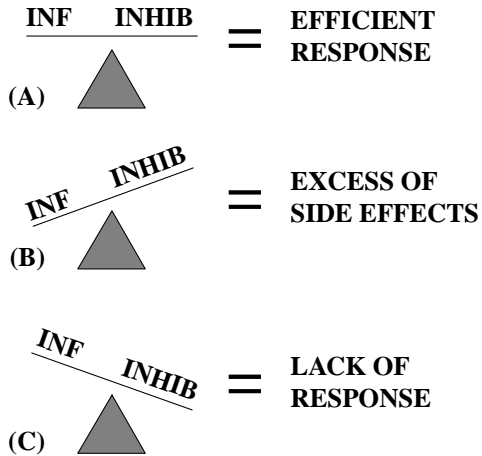 INF INHIB = EFFICIENT
RESPONSE
(A)
INF INHIB = EXCESS OF
SIDE EFFECTS
(B)
INF INHIB = LACK OF
RESPONSE
(C)